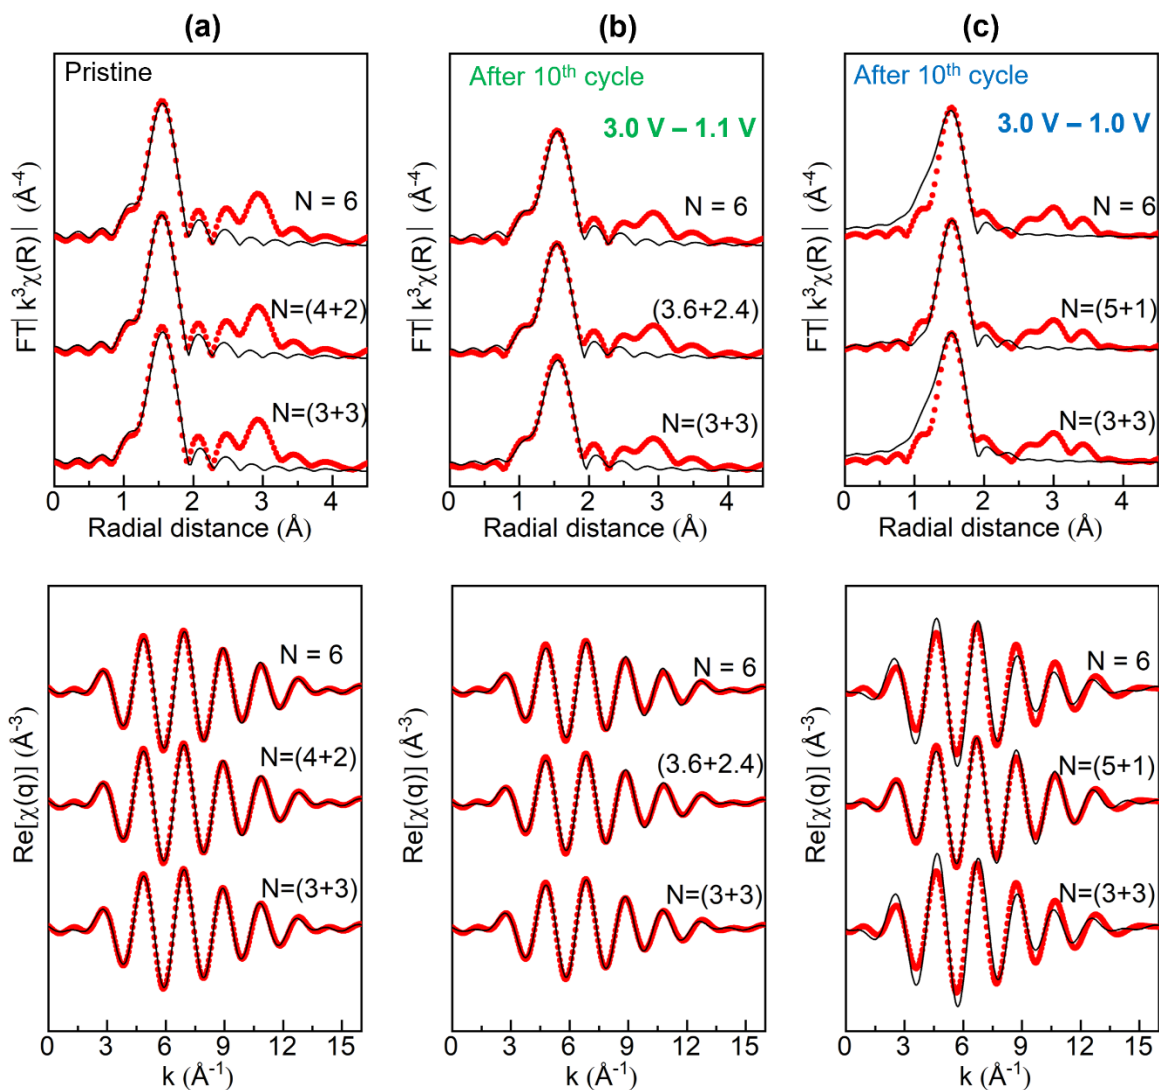 (a)
(b)
(c)
Pristine
N = 6
N=(4+2)
N=(3+3)
FT| k³χ(R)| (Å⁻⁴)
0 1 2 3 4
Radial distance (Å)
After 10ᵗʰ cycle
3.0 V – 1.1 V
N = 6
(3.6+2.4)
N=(3+3)
FT| k³χ(R)| (Å⁻⁴)
0 1 2 3 4
Radial distance (Å)
After 10ᵗʰ cycle
3.0 V – 1.0 V
N = 6
N=(5+1)
N=(3+3)
FT| k³χ(R)| (Å⁻⁴)
0 1 2 3 4
Radial distance (Å)
N = 6
N=(4+2)
N=(3+3)
Re[χ(q)] (Å⁻³)
0 3 6 9 12 15
k (Å⁻¹)
N = 6
(3.6+2.4)
N=(3+3)
Re[χ(q)] (Å⁻³)
0 3 6 9 12 15
k (Å⁻¹)
N = 6
N=(5+1)
N=(3+3)
Re[χ(q)] (Å⁻³)
0 3 6 9 12 15
k (Å⁻¹)